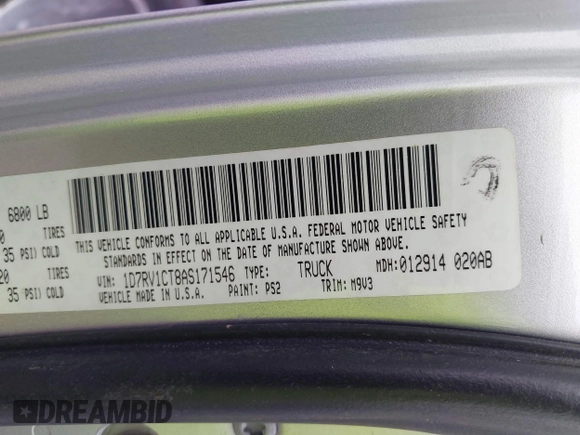 6800 LB
0 TIRES
35 PSI) COLD
20 TIRES
35 PSI) COLD
THIS VEHICLE CONFORMS TO ALL APPLICABLE U.S.A. FEDERAL MOTOR VEHICLE SAFETY
STANDARDS IN EFFECT ON THE DATE OF MANUFACTURE SHOWN ABOVE.
VIN: 1D7RV1CT8AS171546 TYPE: TRUCK MDH: 012914 020AB
VEHICLE MADE IN U.S.A. PAINT: PS2 TRIM: M9V3
DREAMBID